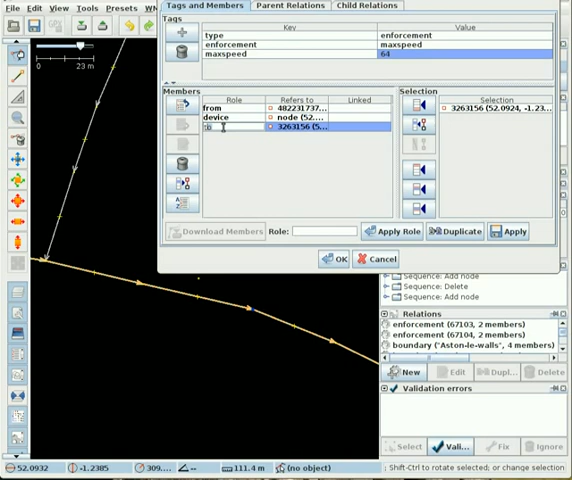 File Edit View Tools Presets
Tags and Members Parent Relations Child Relations
Tags
Key Value
type enforcement
enforcement maxspeed
maxspeed 64
0 23 m
Members
Role Refers to Linked
from 482231737...
device node (52....
3263156 (5...
Selection
Selection
3263156 (52.0924, -1.23...
Download Members Role: Apply Role Duplicate Apply
OK Cancel
Sequence: Add node
Sequence: Delete
Sequence: Add node
Relations
enforcement (67103, 2 members)
enforcement (67104, 2 members)
boundary ("Aston-le-walls", 4 members)
New Edit Dupl... Delete
Validation errors
Select Vali... Fix Ignore
52.0932 -1.2385 309.... -- 111.4 m (no object) ; Shift-Ctrl to rotate selected; or change selection